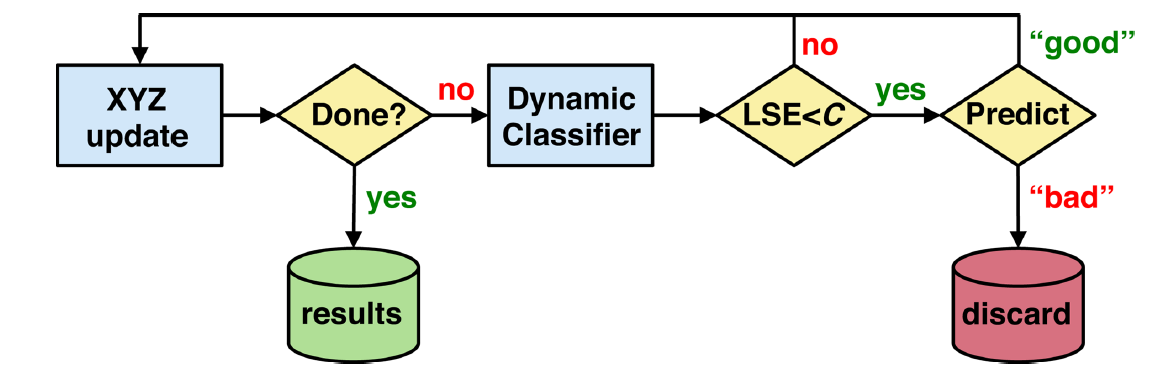 no
“good”
XYZ
update
Done?
no
Dynamic
Classifier
LSE<C
yes
Predict
yes
“bad”
results
discard